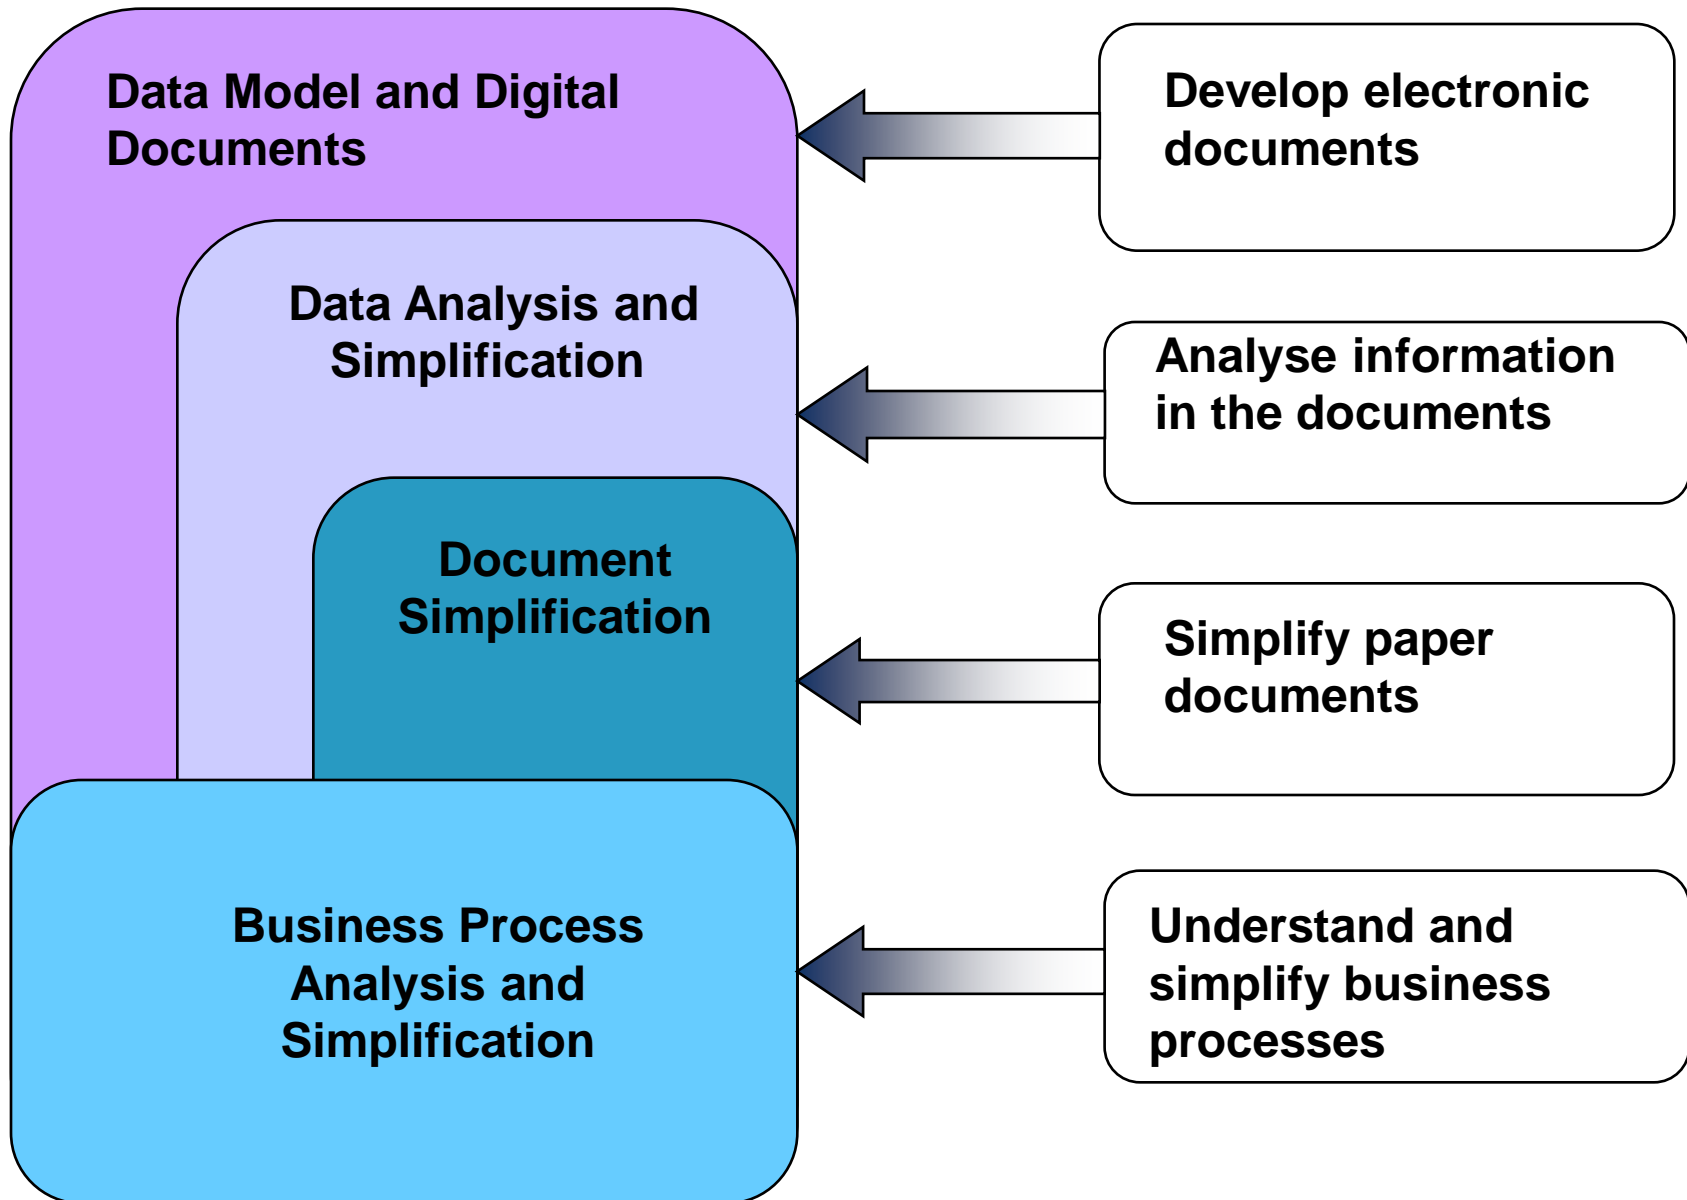 Data Model and Digital
Documents
Develop electronic
documents
Data Analysis and
Simplification
Analyse information
in the documents
Document
Simplification
Simplify paper
documents
Business Process
Analysis and
Simplification
Understand and
simplify business
processes